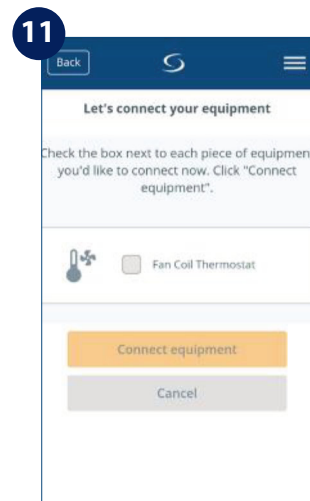 11
Back
Let's connect your equipment
Check the box next to each piece of equipmen
you'd like to connect now. Click "Connect
equipment".
Fan Coil Thermostat
Connect equipment
Cancel